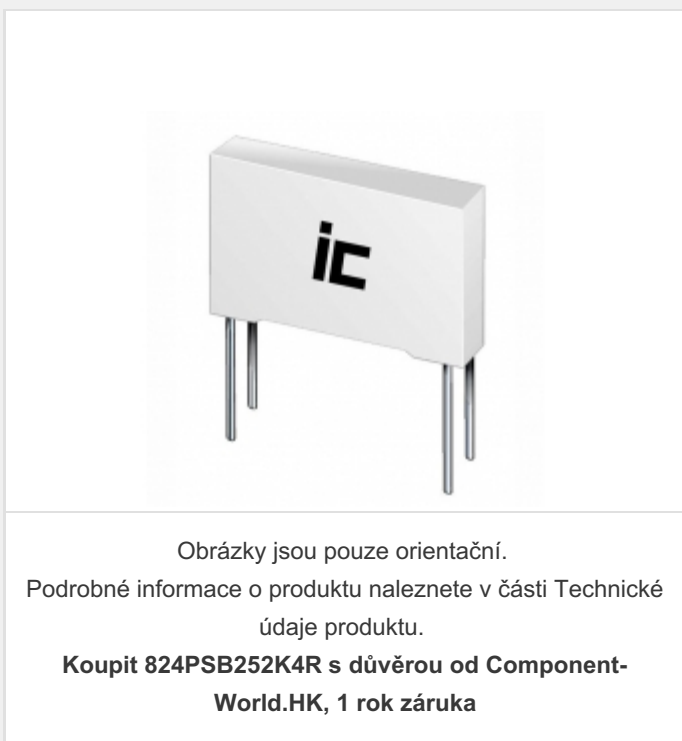 ic
Obrázky jsou pouze orientační.
Podrobné informace o produktu naleznete v části Technické
údaje produktu.
Koupit 824PSB252K4R s důvěrou od Component-
World.HK, 1 rok záruka